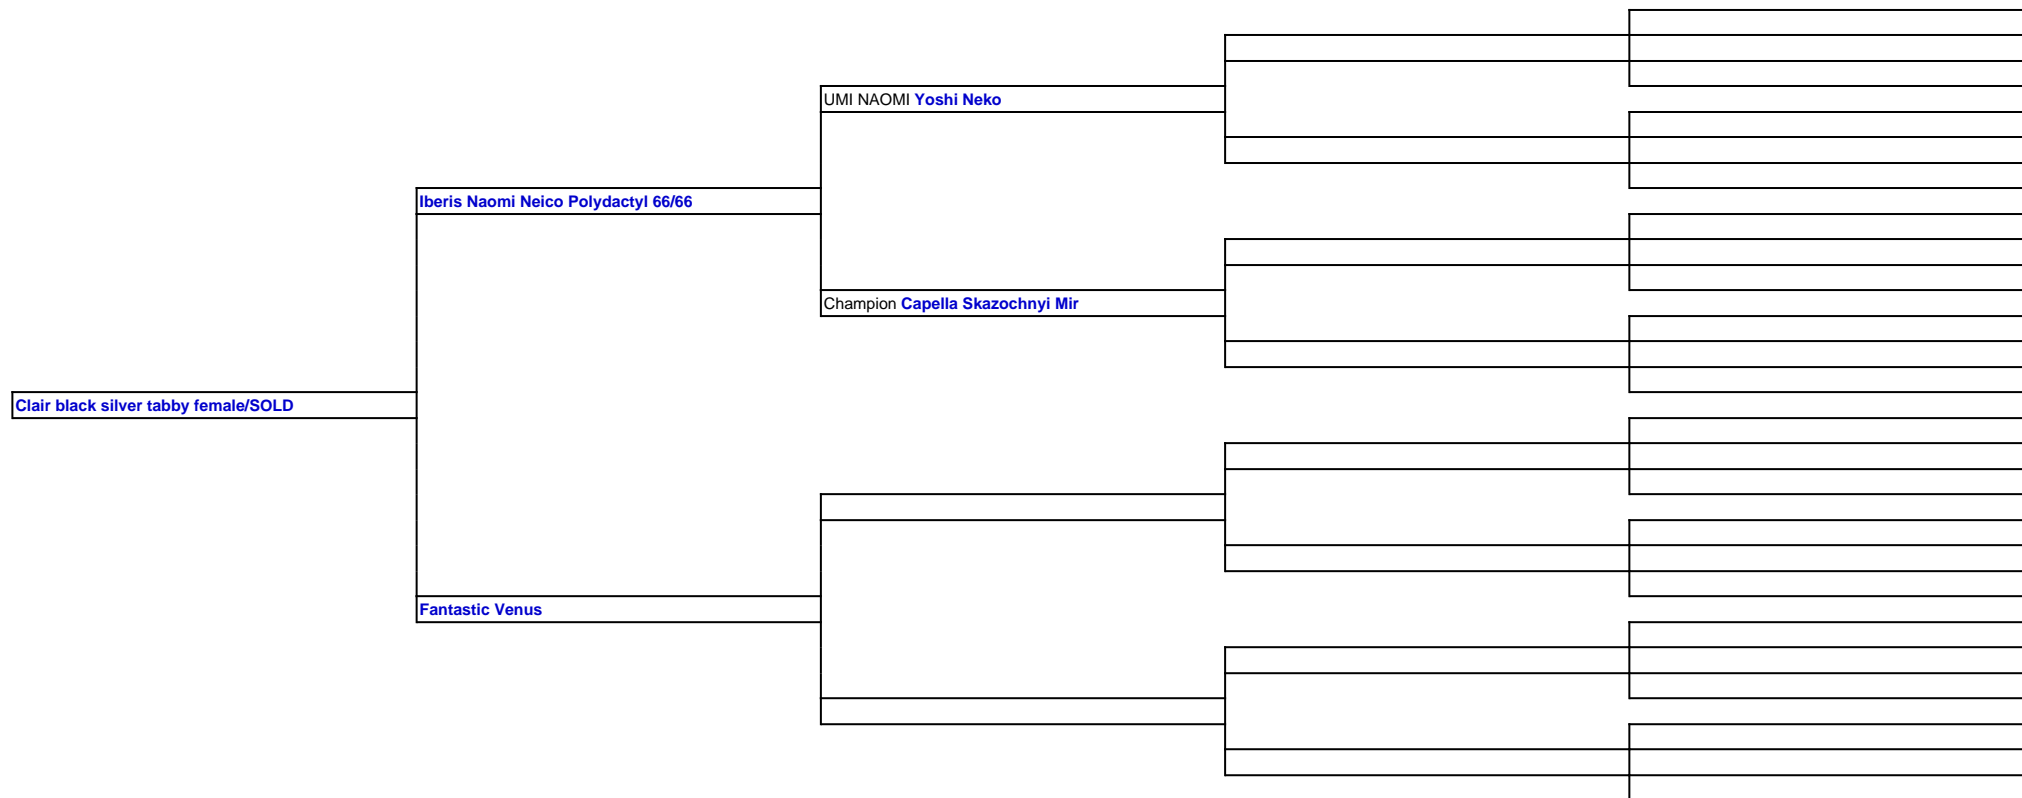 UMI NAOMI Yoshi Neko
Iberis Naomi Neico Polydactyl 66/66
Champion Capella Skazochnyi Mir
Clair black silver tabby female/SOLD
Fantastic Venus